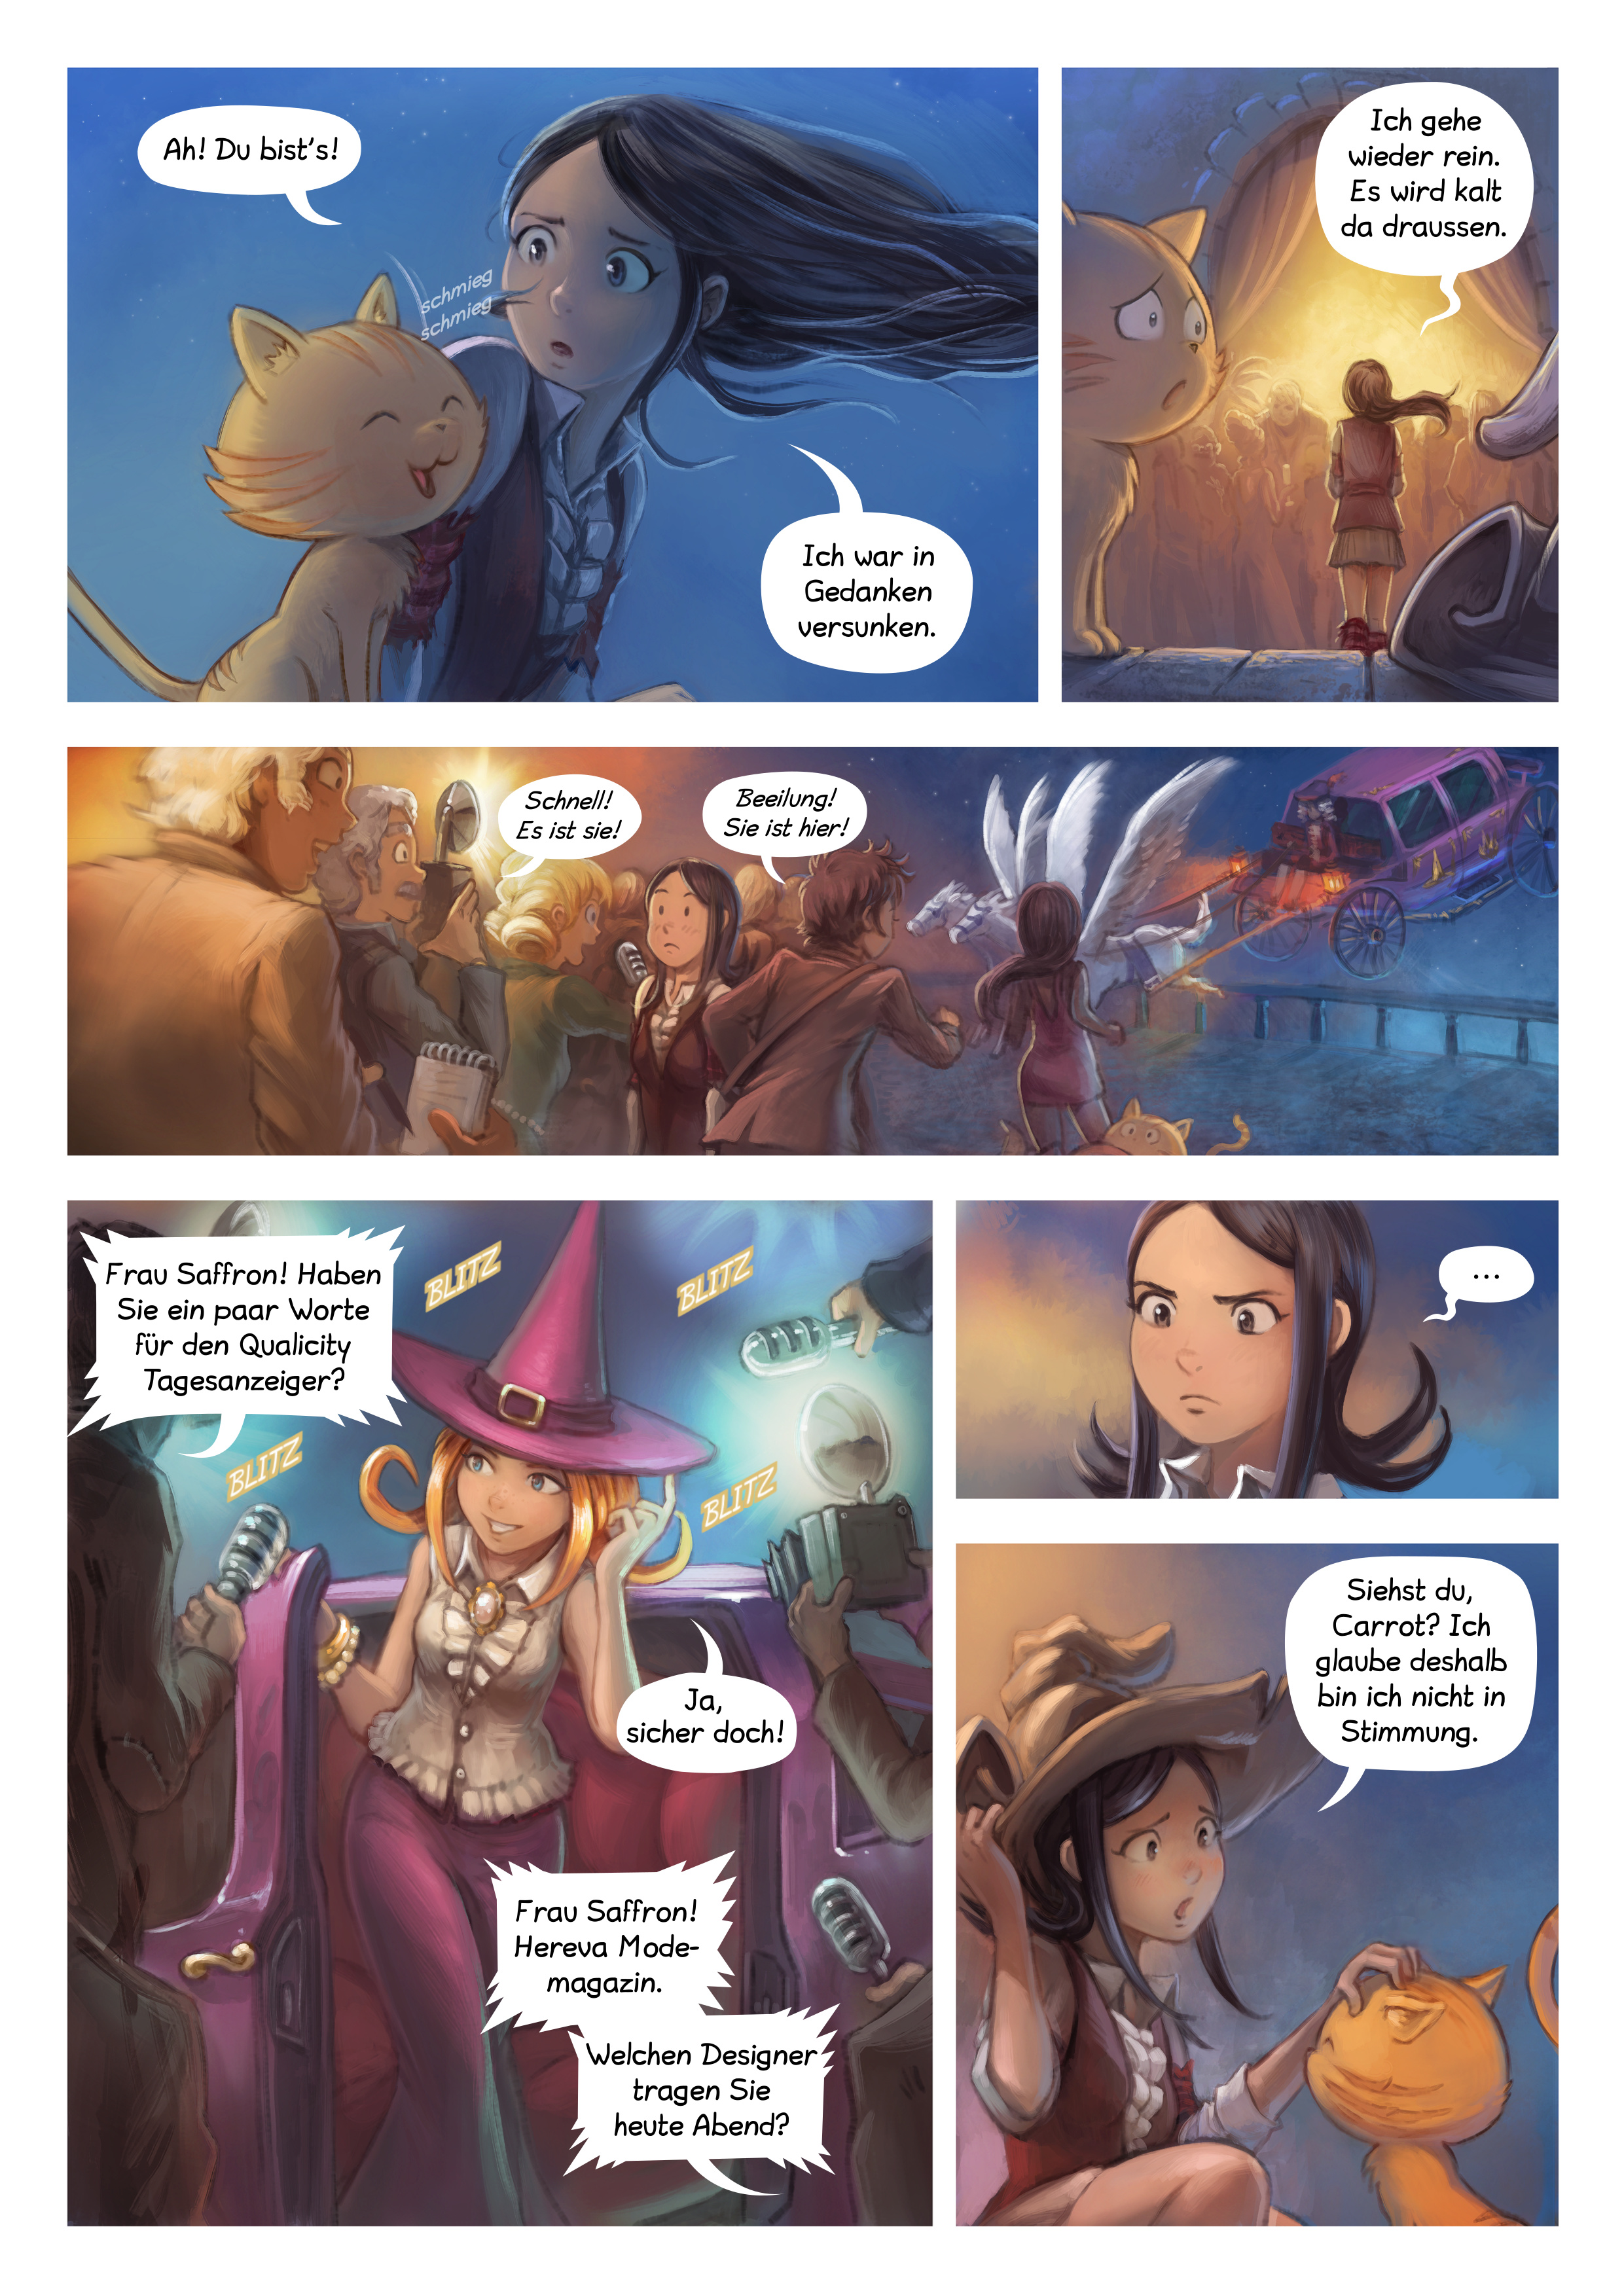 Ah! Du bist's!
schmieg
schmieg
Ich war in
Gedanken
versunken.
Ich gehe
wieder rein.
Es wird kalt
da draussen.
Schnell!
Es ist sie!
Beeilung!
Sie ist hier!
Frau Saffron! Haben
Sie ein paar Worte
für den Qualicity
Tagesanzeiger?
BLITZ
BLITZ
BLITZ
BLITZ
Ja,
sicher doch!
Frau Saffron!
Hereva Mode-
magazin.
Welchen Designer
tragen Sie
heute Abend?
...
Siehst du,
Carrot? Ich
glaube deshalb
bin ich nicht in
Stimmung.